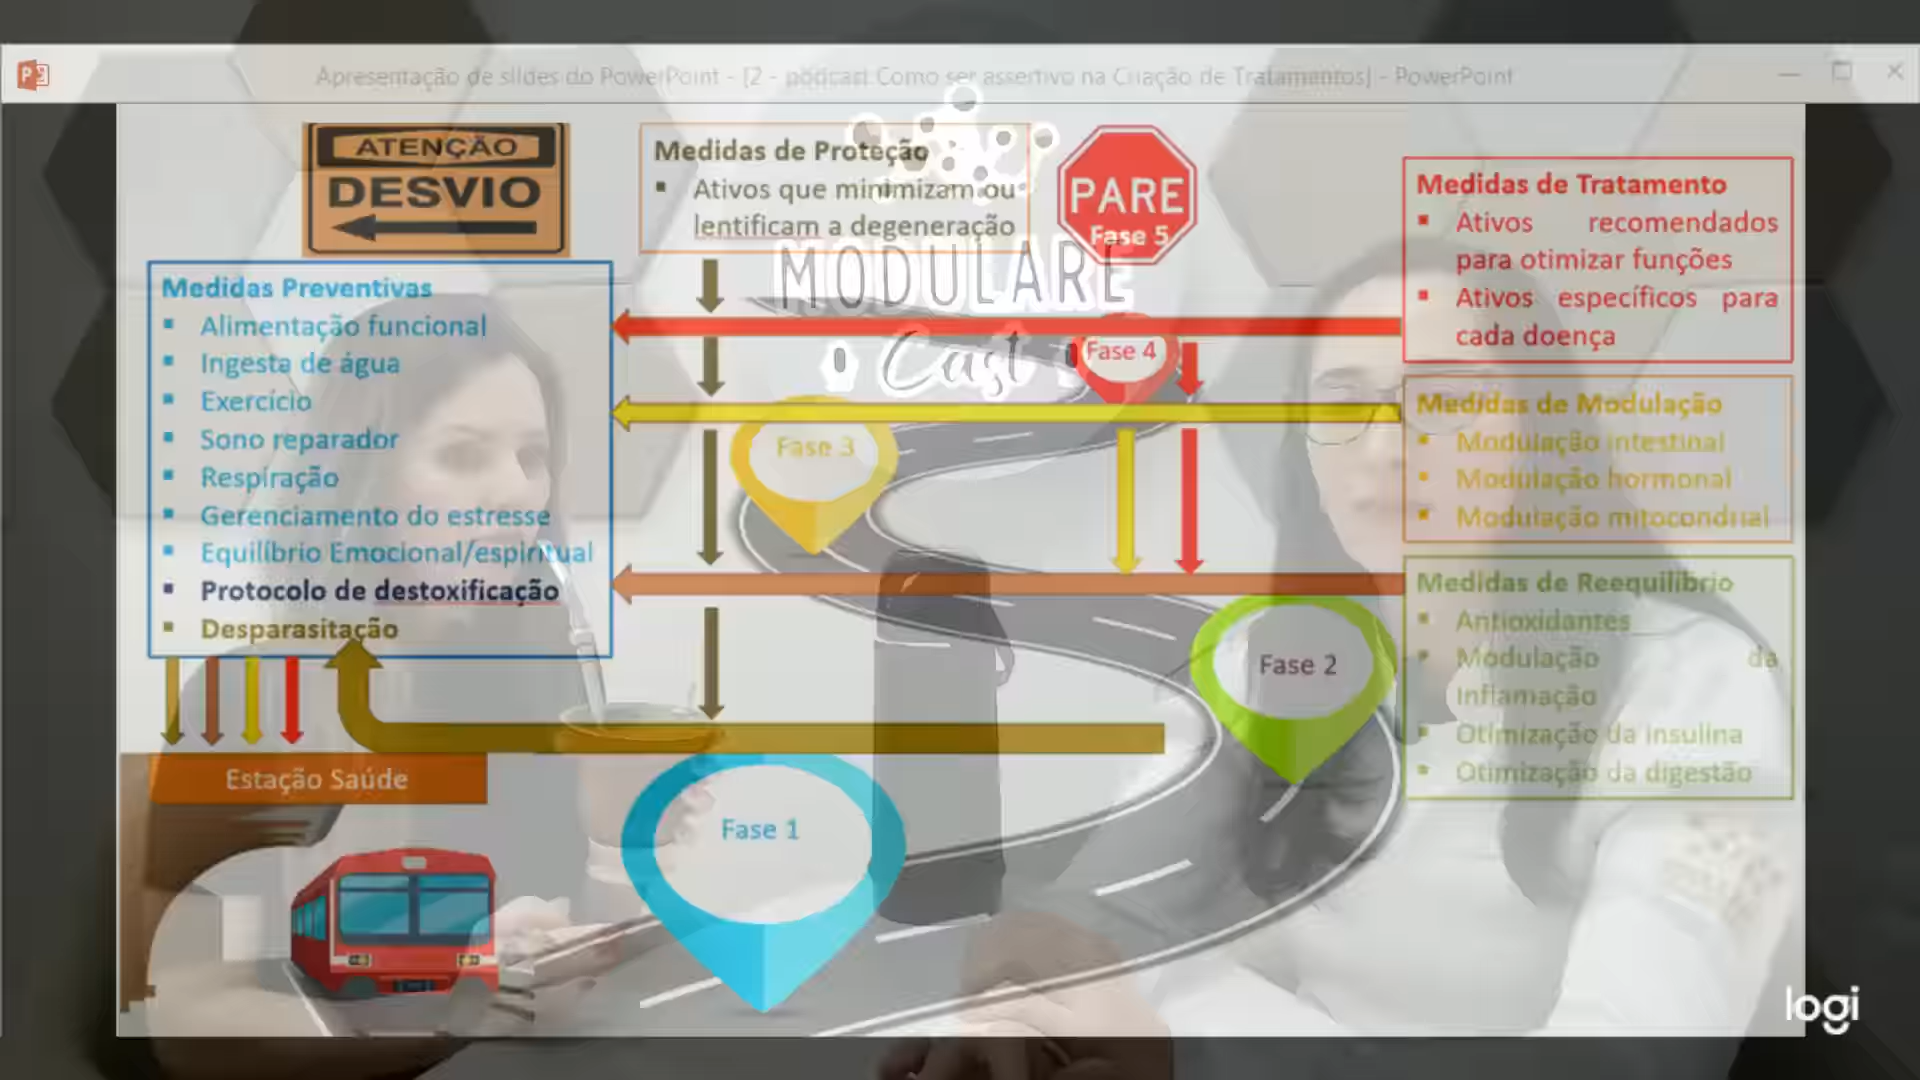 Apresentação de slides do PowerPoint - [2 - podcast Como ser assertivo na Criação de Tratamentos] - PowerPoint
ATENÇÃO
DESVIO
Medidas de Proteção
▪ Ativos que minimizam ou
lentificam a degeneração
PARE
Fase 5
MODULARE
Cast
Medidas de Tratamento
▪ Ativos recomendados
para otimizar funções
▪ Ativos específicos para
cada doença
Medidas Preventivas
▪ Alimentação funcional
▪ Ingesta de água
▪ Exercício
▪ Sono reparador
▪ Respiração
▪ Gerenciamento do estresse
▪ Equilíbrio Emocional/espiritual
▪ Protocolo de destoxificação
▪ Desparasitação
Fase 4
Fase 3
Medidas de Modulação
▪ Modulação intestinal
▪ Modulação hormonal
▪ Modulação mitocondrial
Medidas de Reequilíbrio
▪ Antioxidantes
▪ Modulação da
Inflamação
▪ Otimização da insulina
▪ Otimização da digestão
Fase 2
Estação Saúde
Fase 1
logi